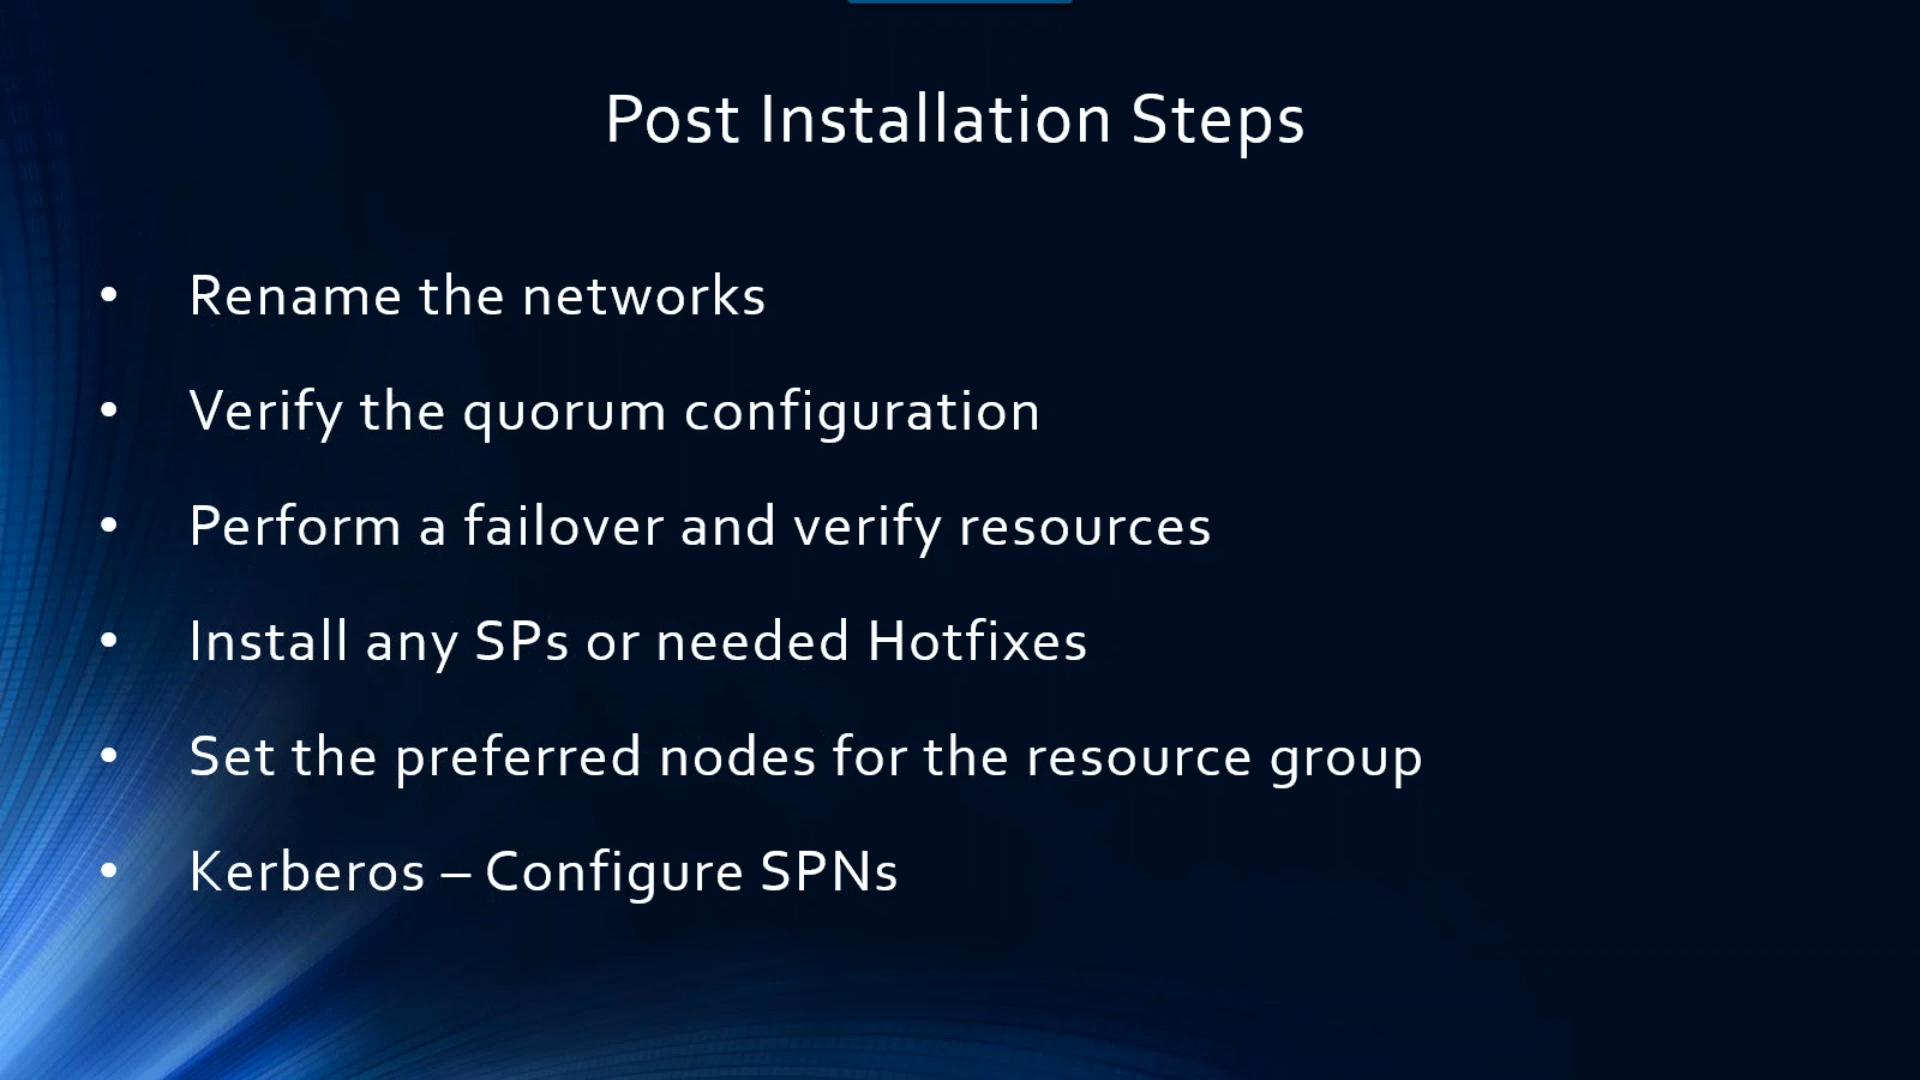 Post Installation Steps
• Rename the networks
• Verify the quorum configuration
• Perform a failover and verify resources
• Install any SPs or needed Hotfixes
• Set the preferred nodes for the resource group
• Kerberos – Configure SPNs